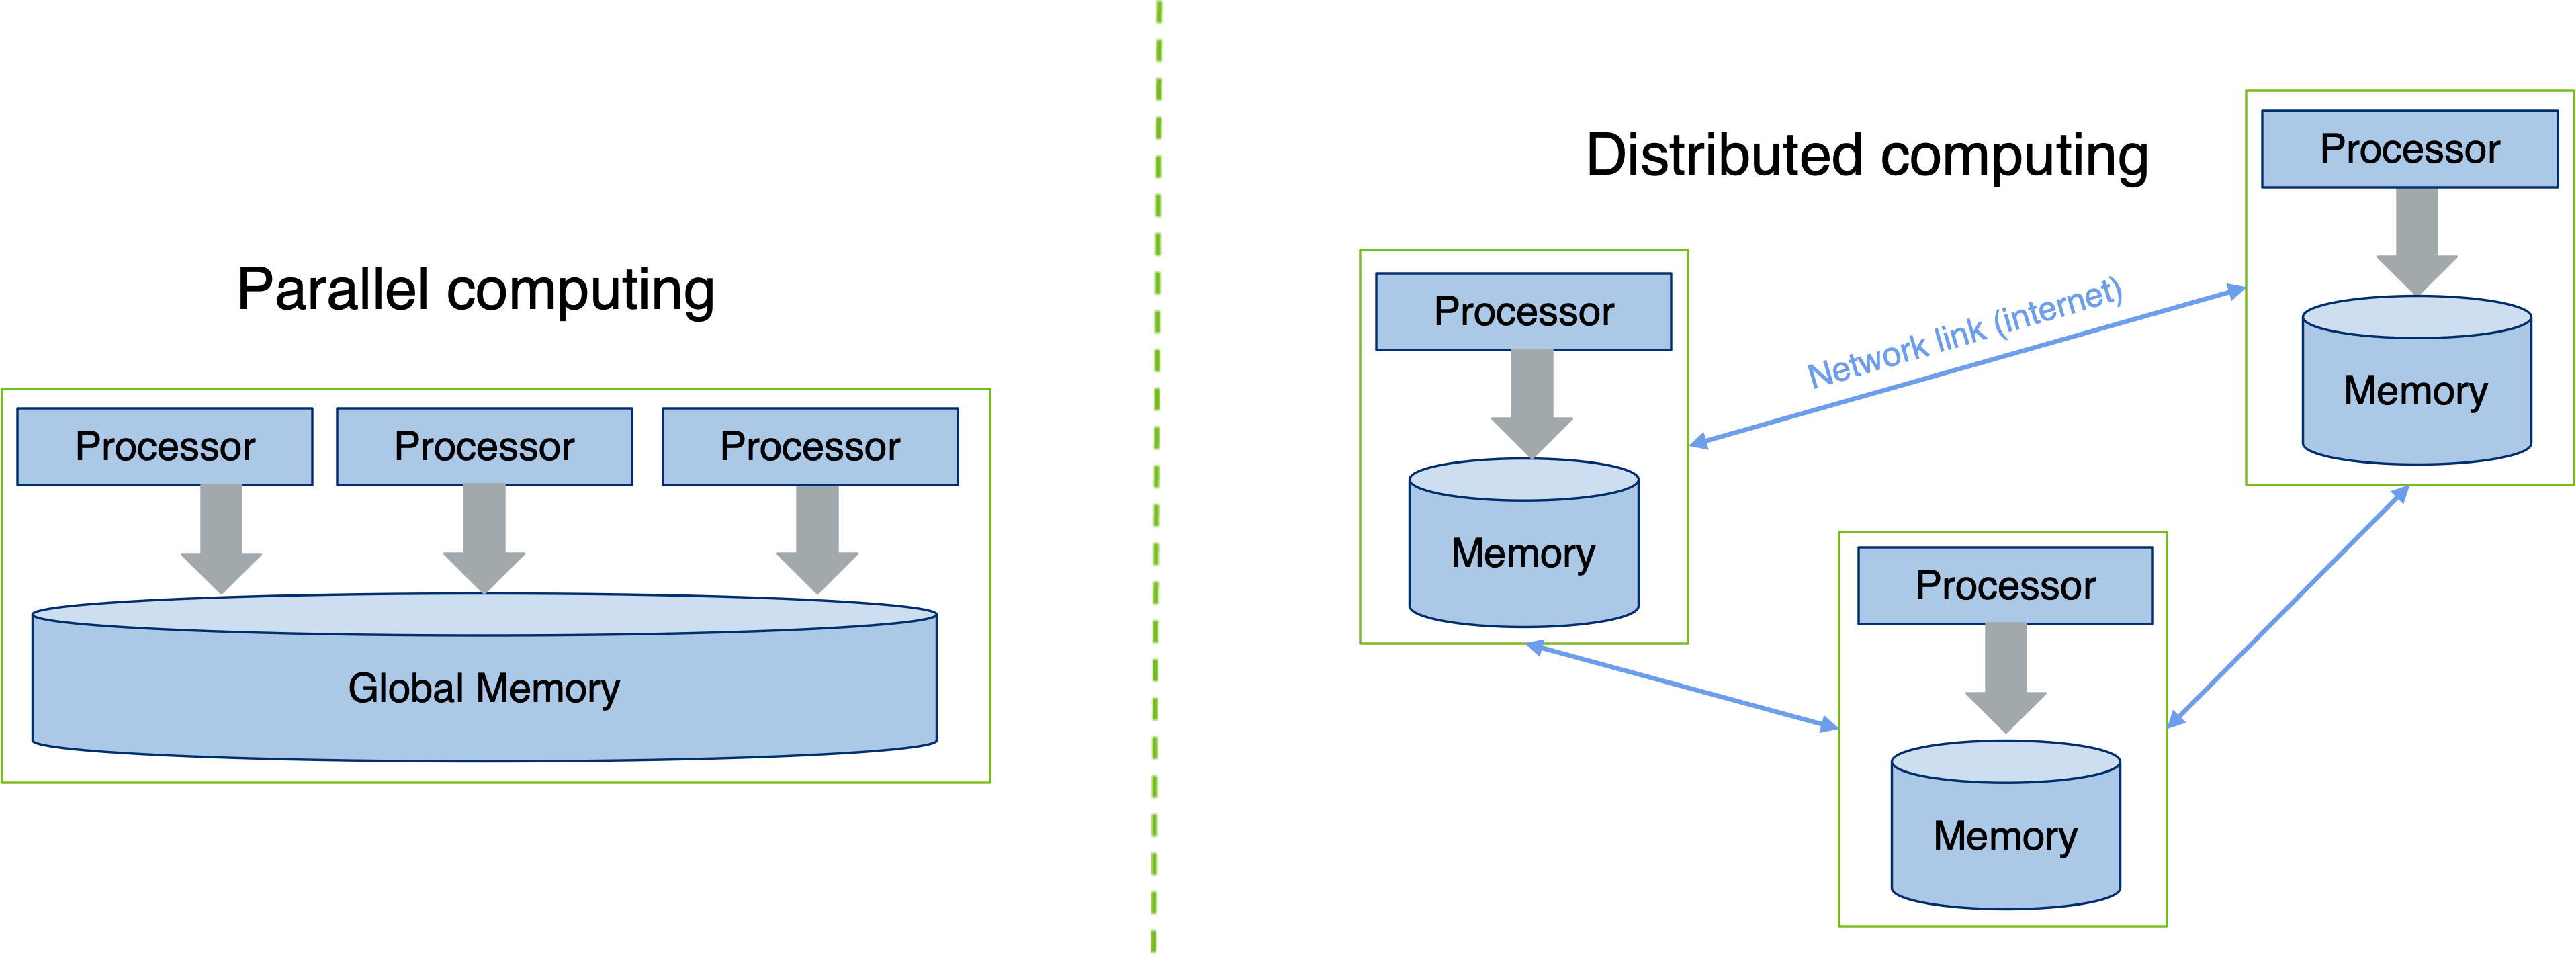 Parallel computing
Processor
Processor
Processor
Global Memory
Distributed computing
Processor
Memory
Network link (internet)
Processor
Memory
Processor
Memory